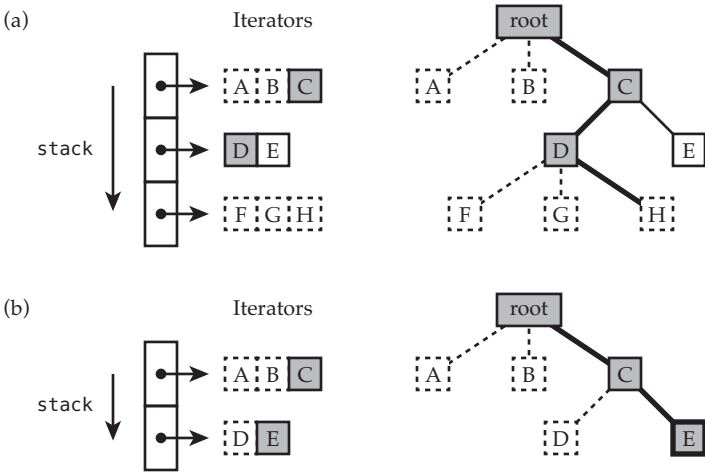 (a) Iterators root
A B C A B C
stack D E D E
F G H F G H
(b) Iterators root
A B C A B C
stack D E D E